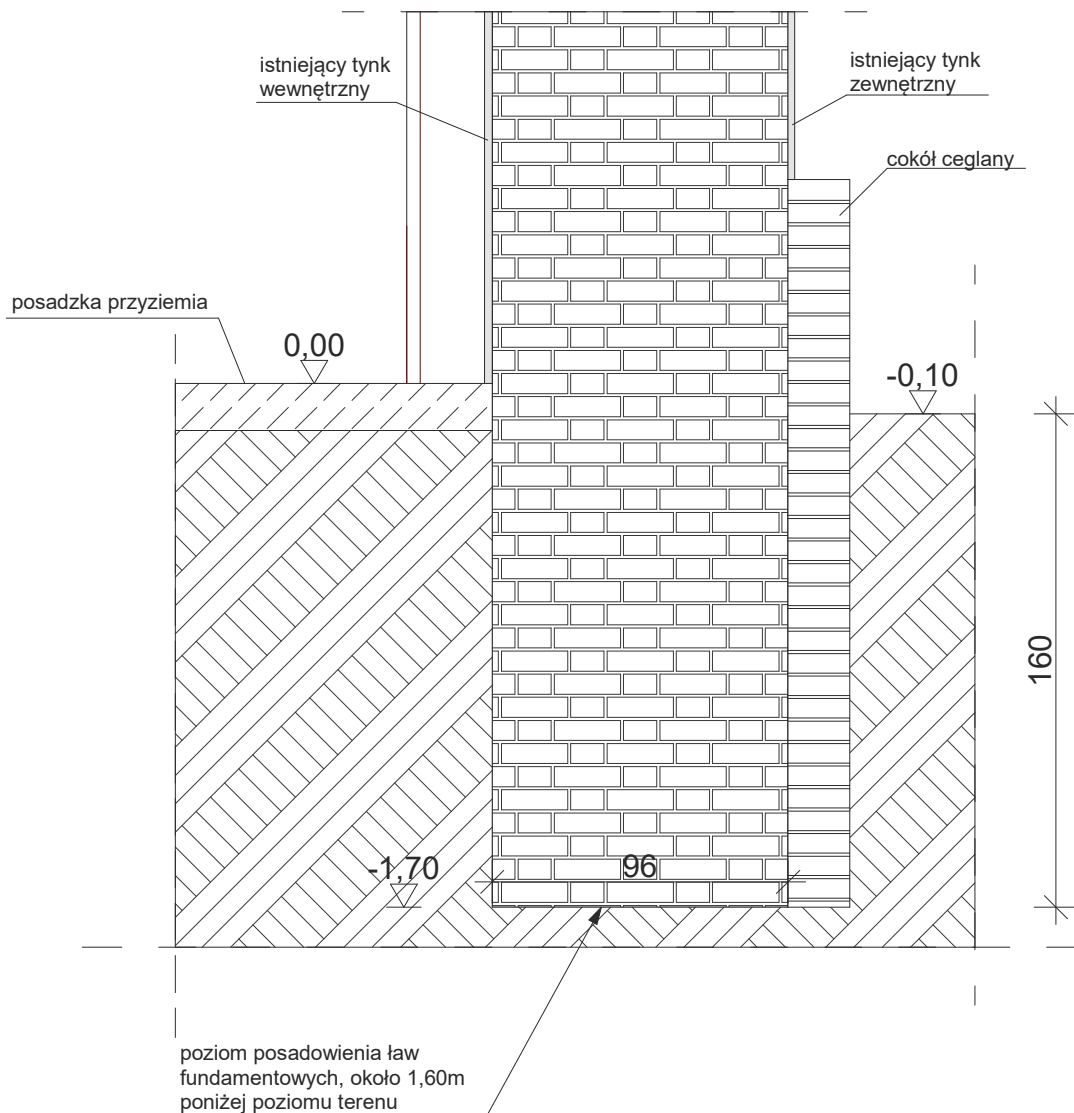 istniejący tynk
wewnętrzny
istniejący tynk
zewnętrzny
cokół ceglany
posadzka przyziemia
0,00
-0,10
160
-1,70
96
poziom posadowienia ław
fundamentowych, około 1,60m
poniżej poziomu terenu